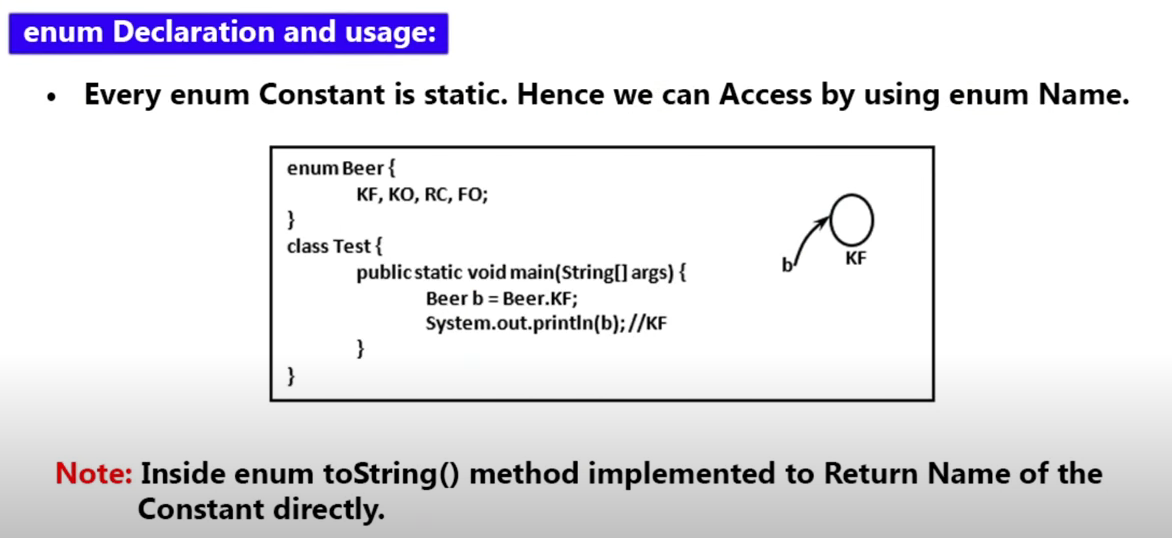 enum Declaration and usage:
• Every enum Constant is static. Hence we can Access by using enum Name.
enum Beer {
KF, KO, RC, FO;
}
class Test {
public static void main(String[] args) {
Beer b = Beer.KF;
System.out.println(b); //KF
}
}
b
KF
Note: Inside enum toString() method implemented to Return Name of the
Constant directly.